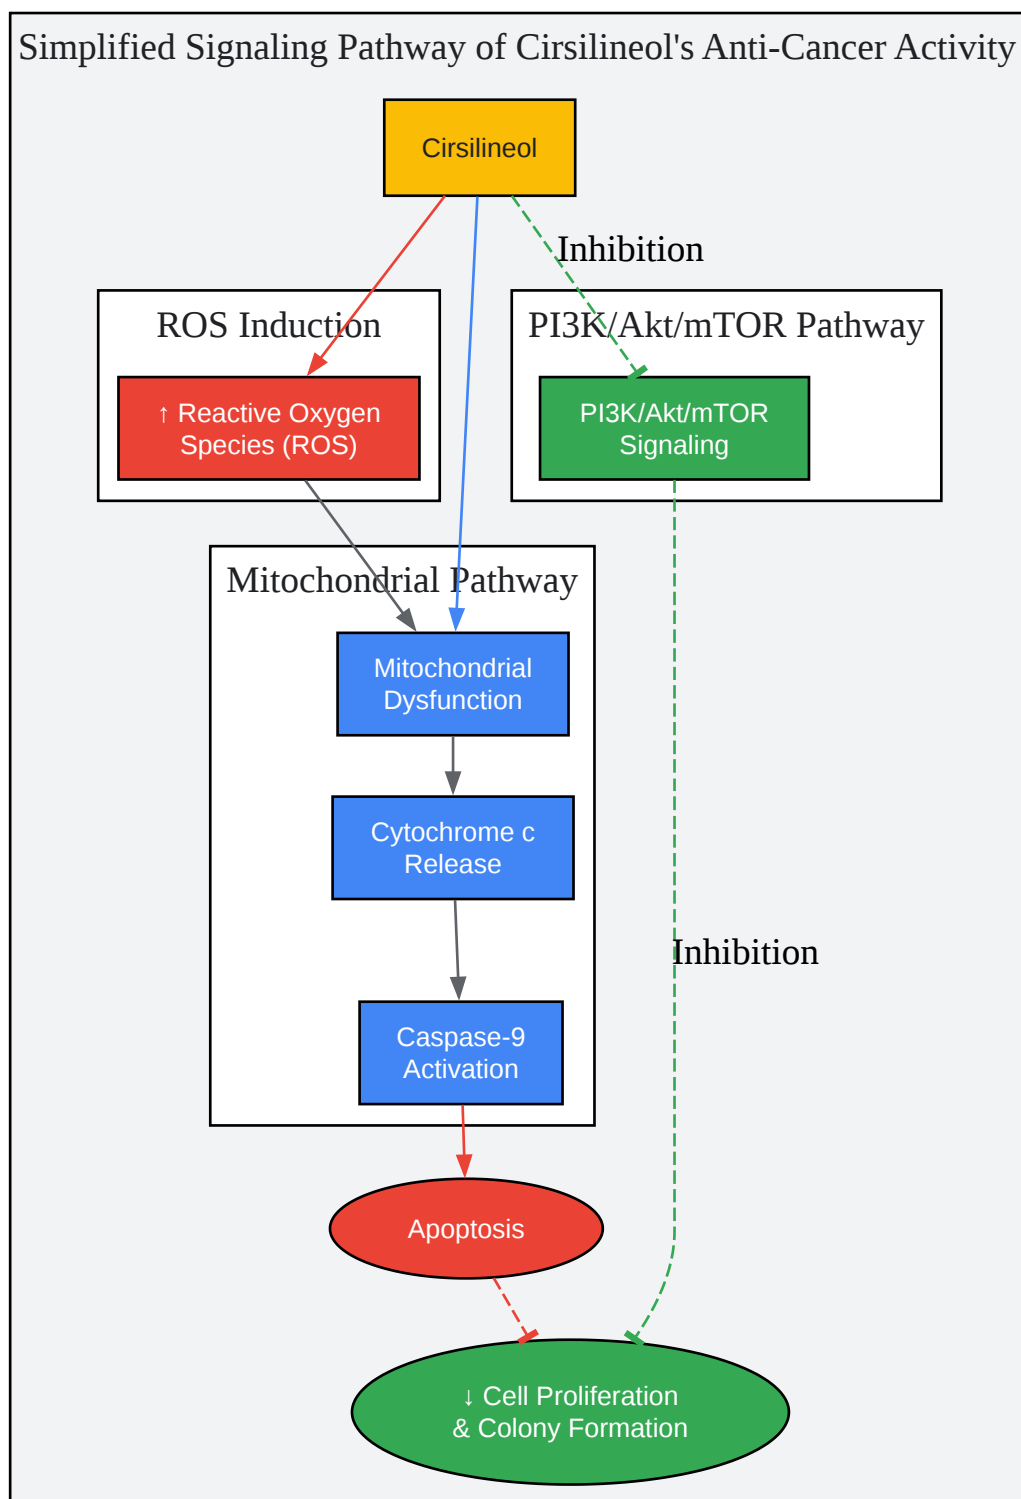 Simplified Signaling Pathway of Cirsilineol's Anti-Cancer Activity
Cirsilineol
Inhibition
ROS Induction
PI3K/Akt/mTOR Pathway
↑ Reactive Oxygen
Species (ROS)
PI3K/Akt/mTOR
Signaling
Mitochondrial Pathway
Mitochondrial
Dysfunction
Cytochrome c
Release
Inhibition
Caspase-9
Activation
Apoptosis
↓ Cell Proliferation
& Colony Formation